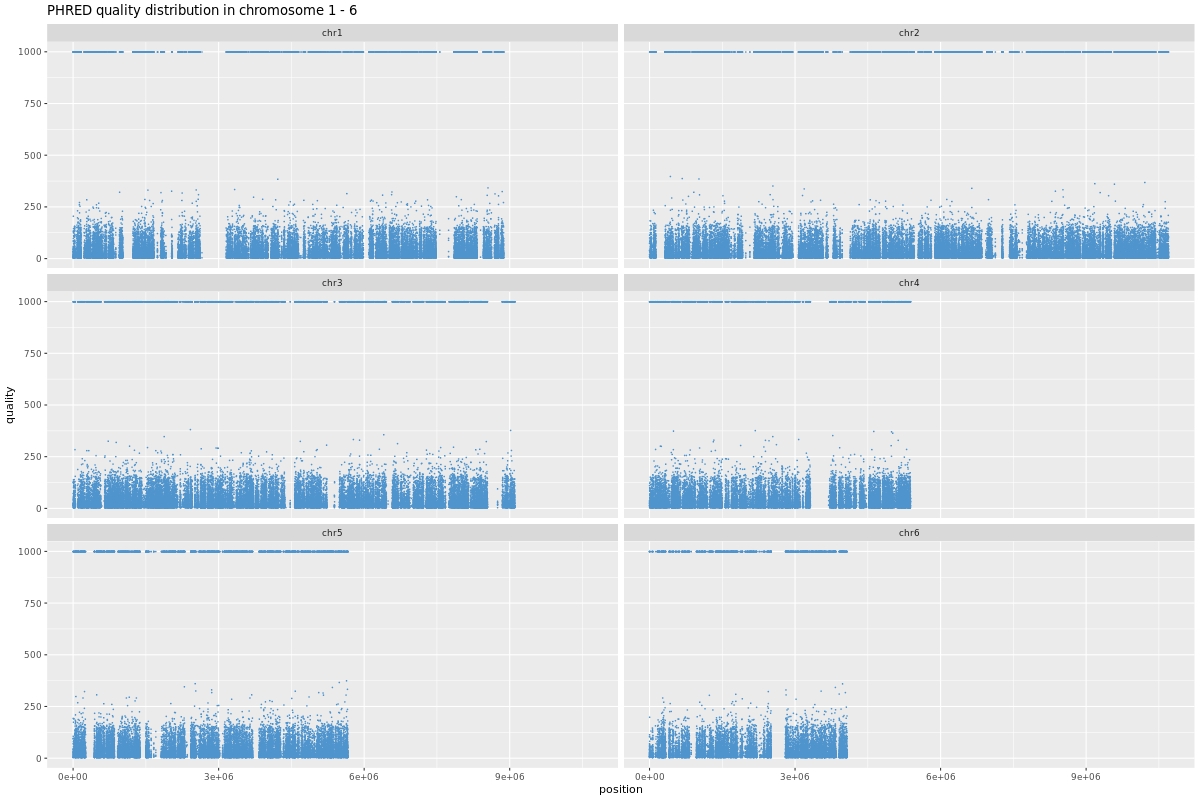 PHRED quality distribution in chromosome 1 - 6
chr1
chr2
1000
750
500
250
0
chr3
chr4
1000
750
500
250
0
chr5
chr6
1000
750
500
250
0
quality
0e+00
3e+06
6e+06
9e+06
0e+00
3e+06
6e+06
9e+06
position